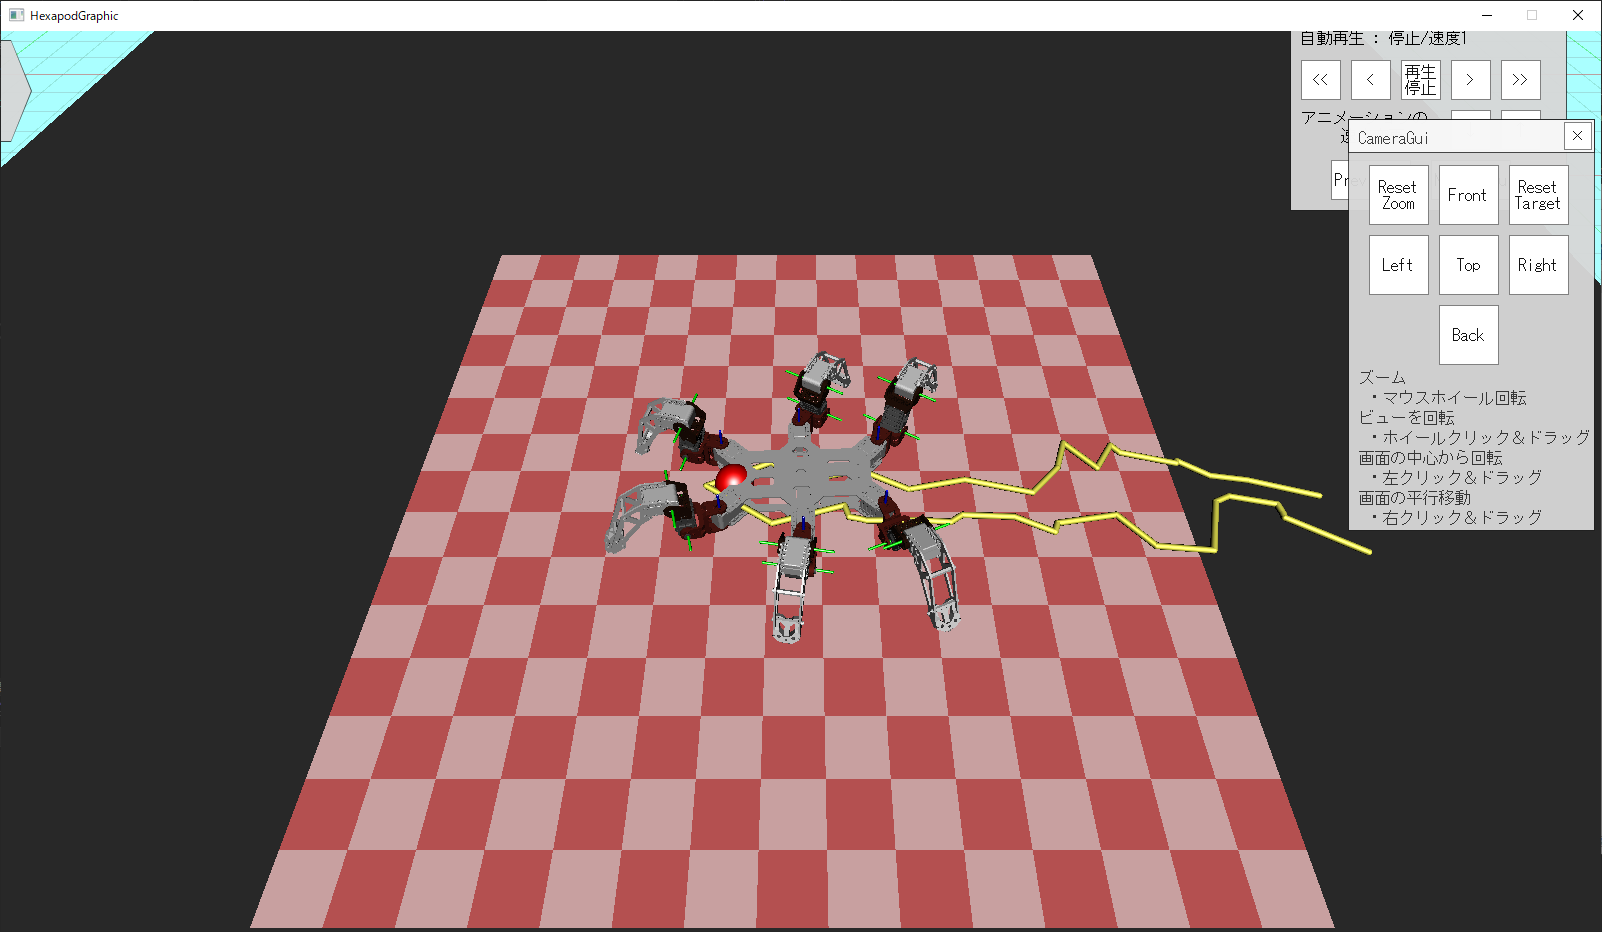 HexapodGraphic
自動再生 : 停止/速度1
<<
<
再生
停止
>
>>
アニメーションの
CameraGui
Reset
Zoom
Front
Reset
Target
Left
Top
Right
Back
ズーム
・マウスホイール回転
ビューを回転
・ホイールクリック＆ドラッグ
画面の中心から回転
・左クリック＆ドラッグ
画面の平行移動
・右クリック＆ドラッグ